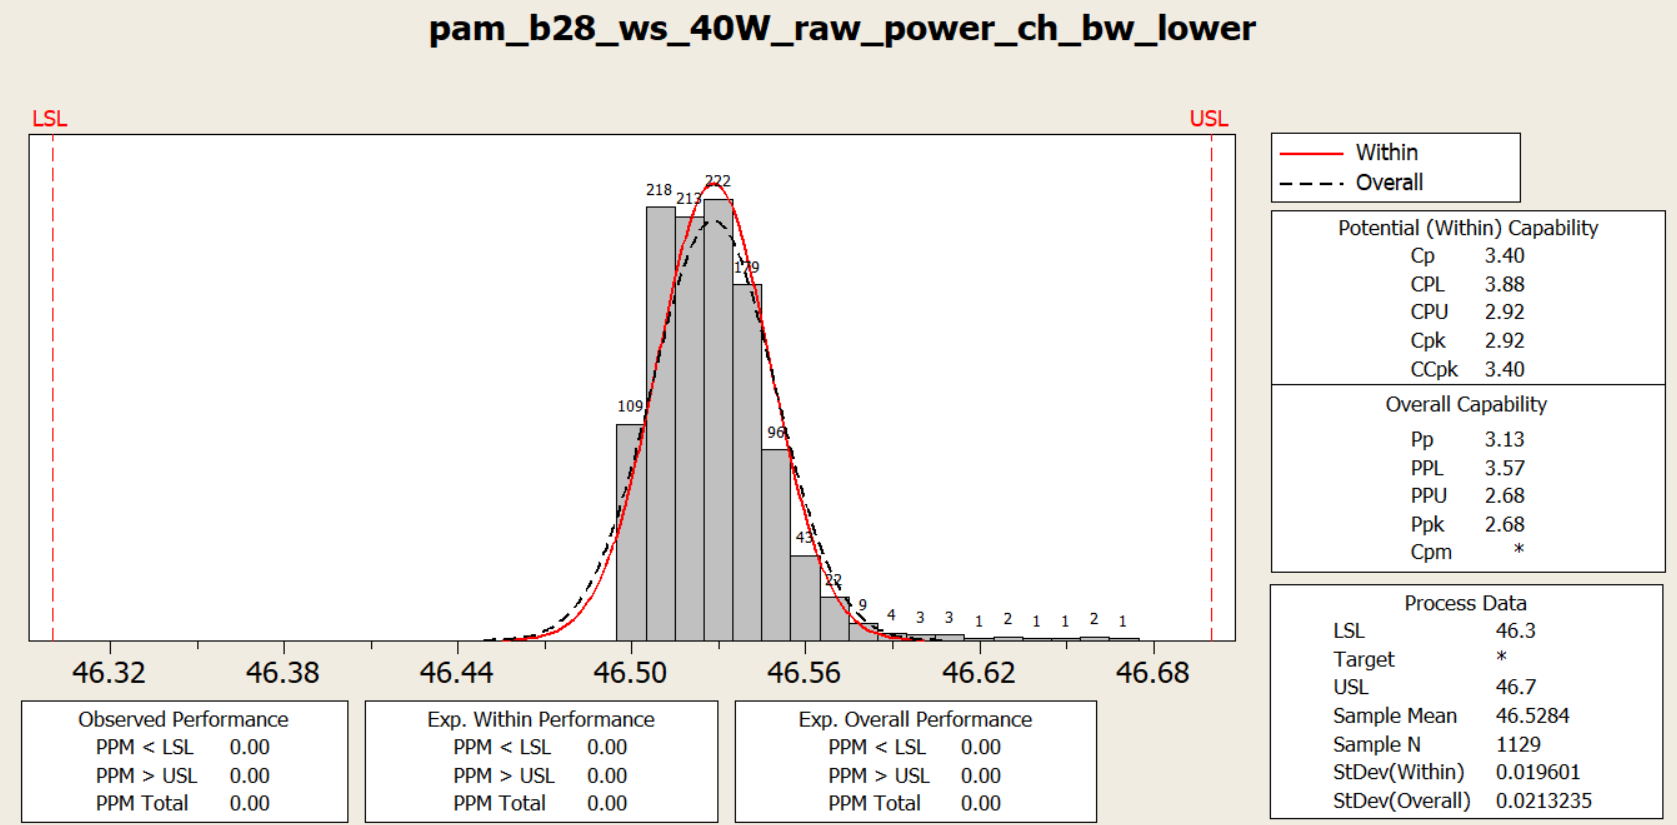 pam_b28_ws_40W_raw_power_ch_bw_lower
LSL
USL
109
218
213
222
179
96
43
22
9
4
3
3
1
2
1
1
2
1
46.32
46.38
46.44
46.50
46.56
46.62
46.68
Within
Overall
Potential (Within) Capability
Cp 3.40
CPL 3.88
CPU 2.92
Cpk 2.92
CCpk 3.40
Overall Capability
Pp 3.13
PPL 3.57
PPU 2.68
Ppk 2.68
Cpm *
Process Data
LSL 46.3
Target *
USL 46.7
Sample Mean 46.5284
Sample N 1129
StDev(Within) 0.019601
StDev(Overall) 0.0213235
Observed Performance
PPM < LSL 0.00
PPM > USL 0.00
PPM Total 0.00
Exp. Within Performance
PPM < LSL 0.00
PPM > USL 0.00
PPM Total 0.00
Exp. Overall Performance
PPM < LSL 0.00
PPM > USL 0.00
PPM Total 0.00